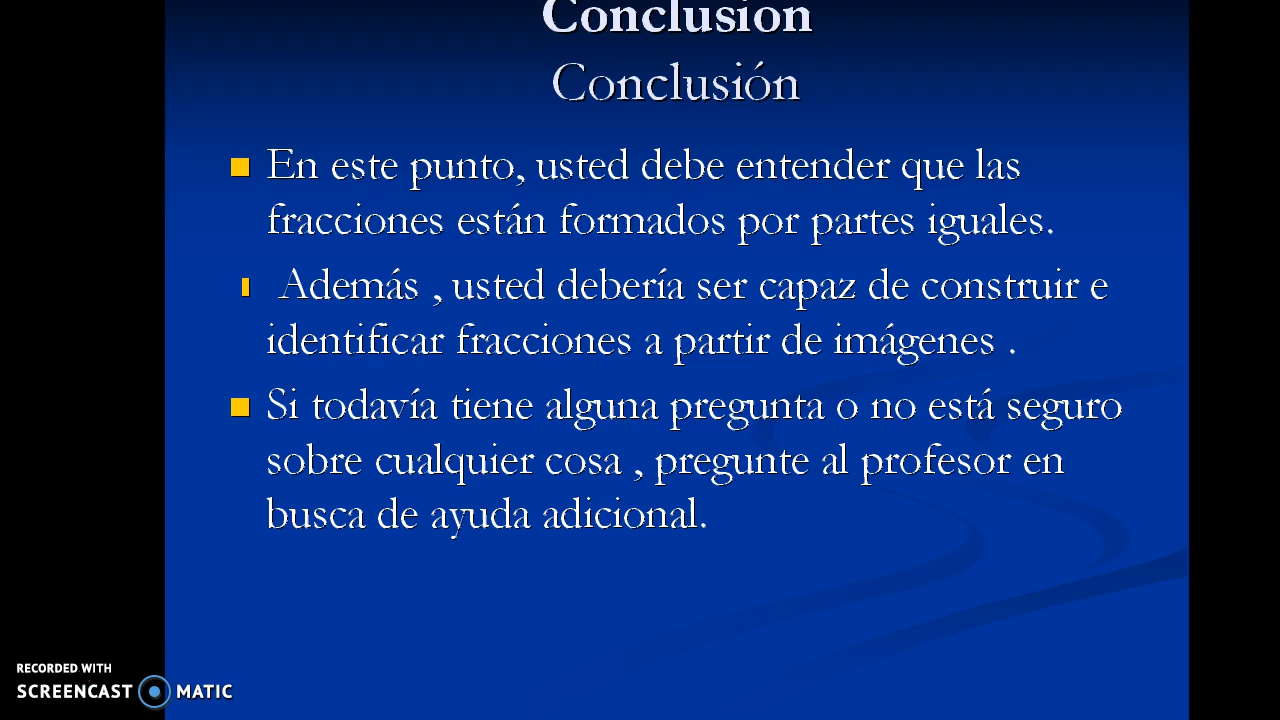 Conclusion
Conclusión
En este punto, usted debe entender que las
fracciones están formados por partes iguales.
Además , usted debería ser capaz de construir e
identificar fracciones a partir de imágenes .
Si todavía tiene alguna pregunta o no está seguro
sobre cualquier cosa , pregunte al profesor en
busca de ayuda adicional.
RECORDED WITH
SCREENCAST MATIC